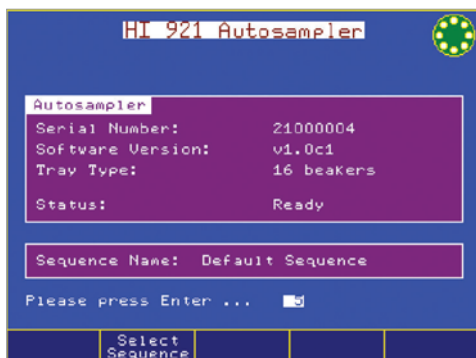 HI 921 Autosampler
Autosampler
Serial Number: 21000004
Software Version: v1.0c1
Tray Type: 16 beakers
Status: Ready
Sequence Name: Default Sequence
Please press Enter ...
Select
Sequence